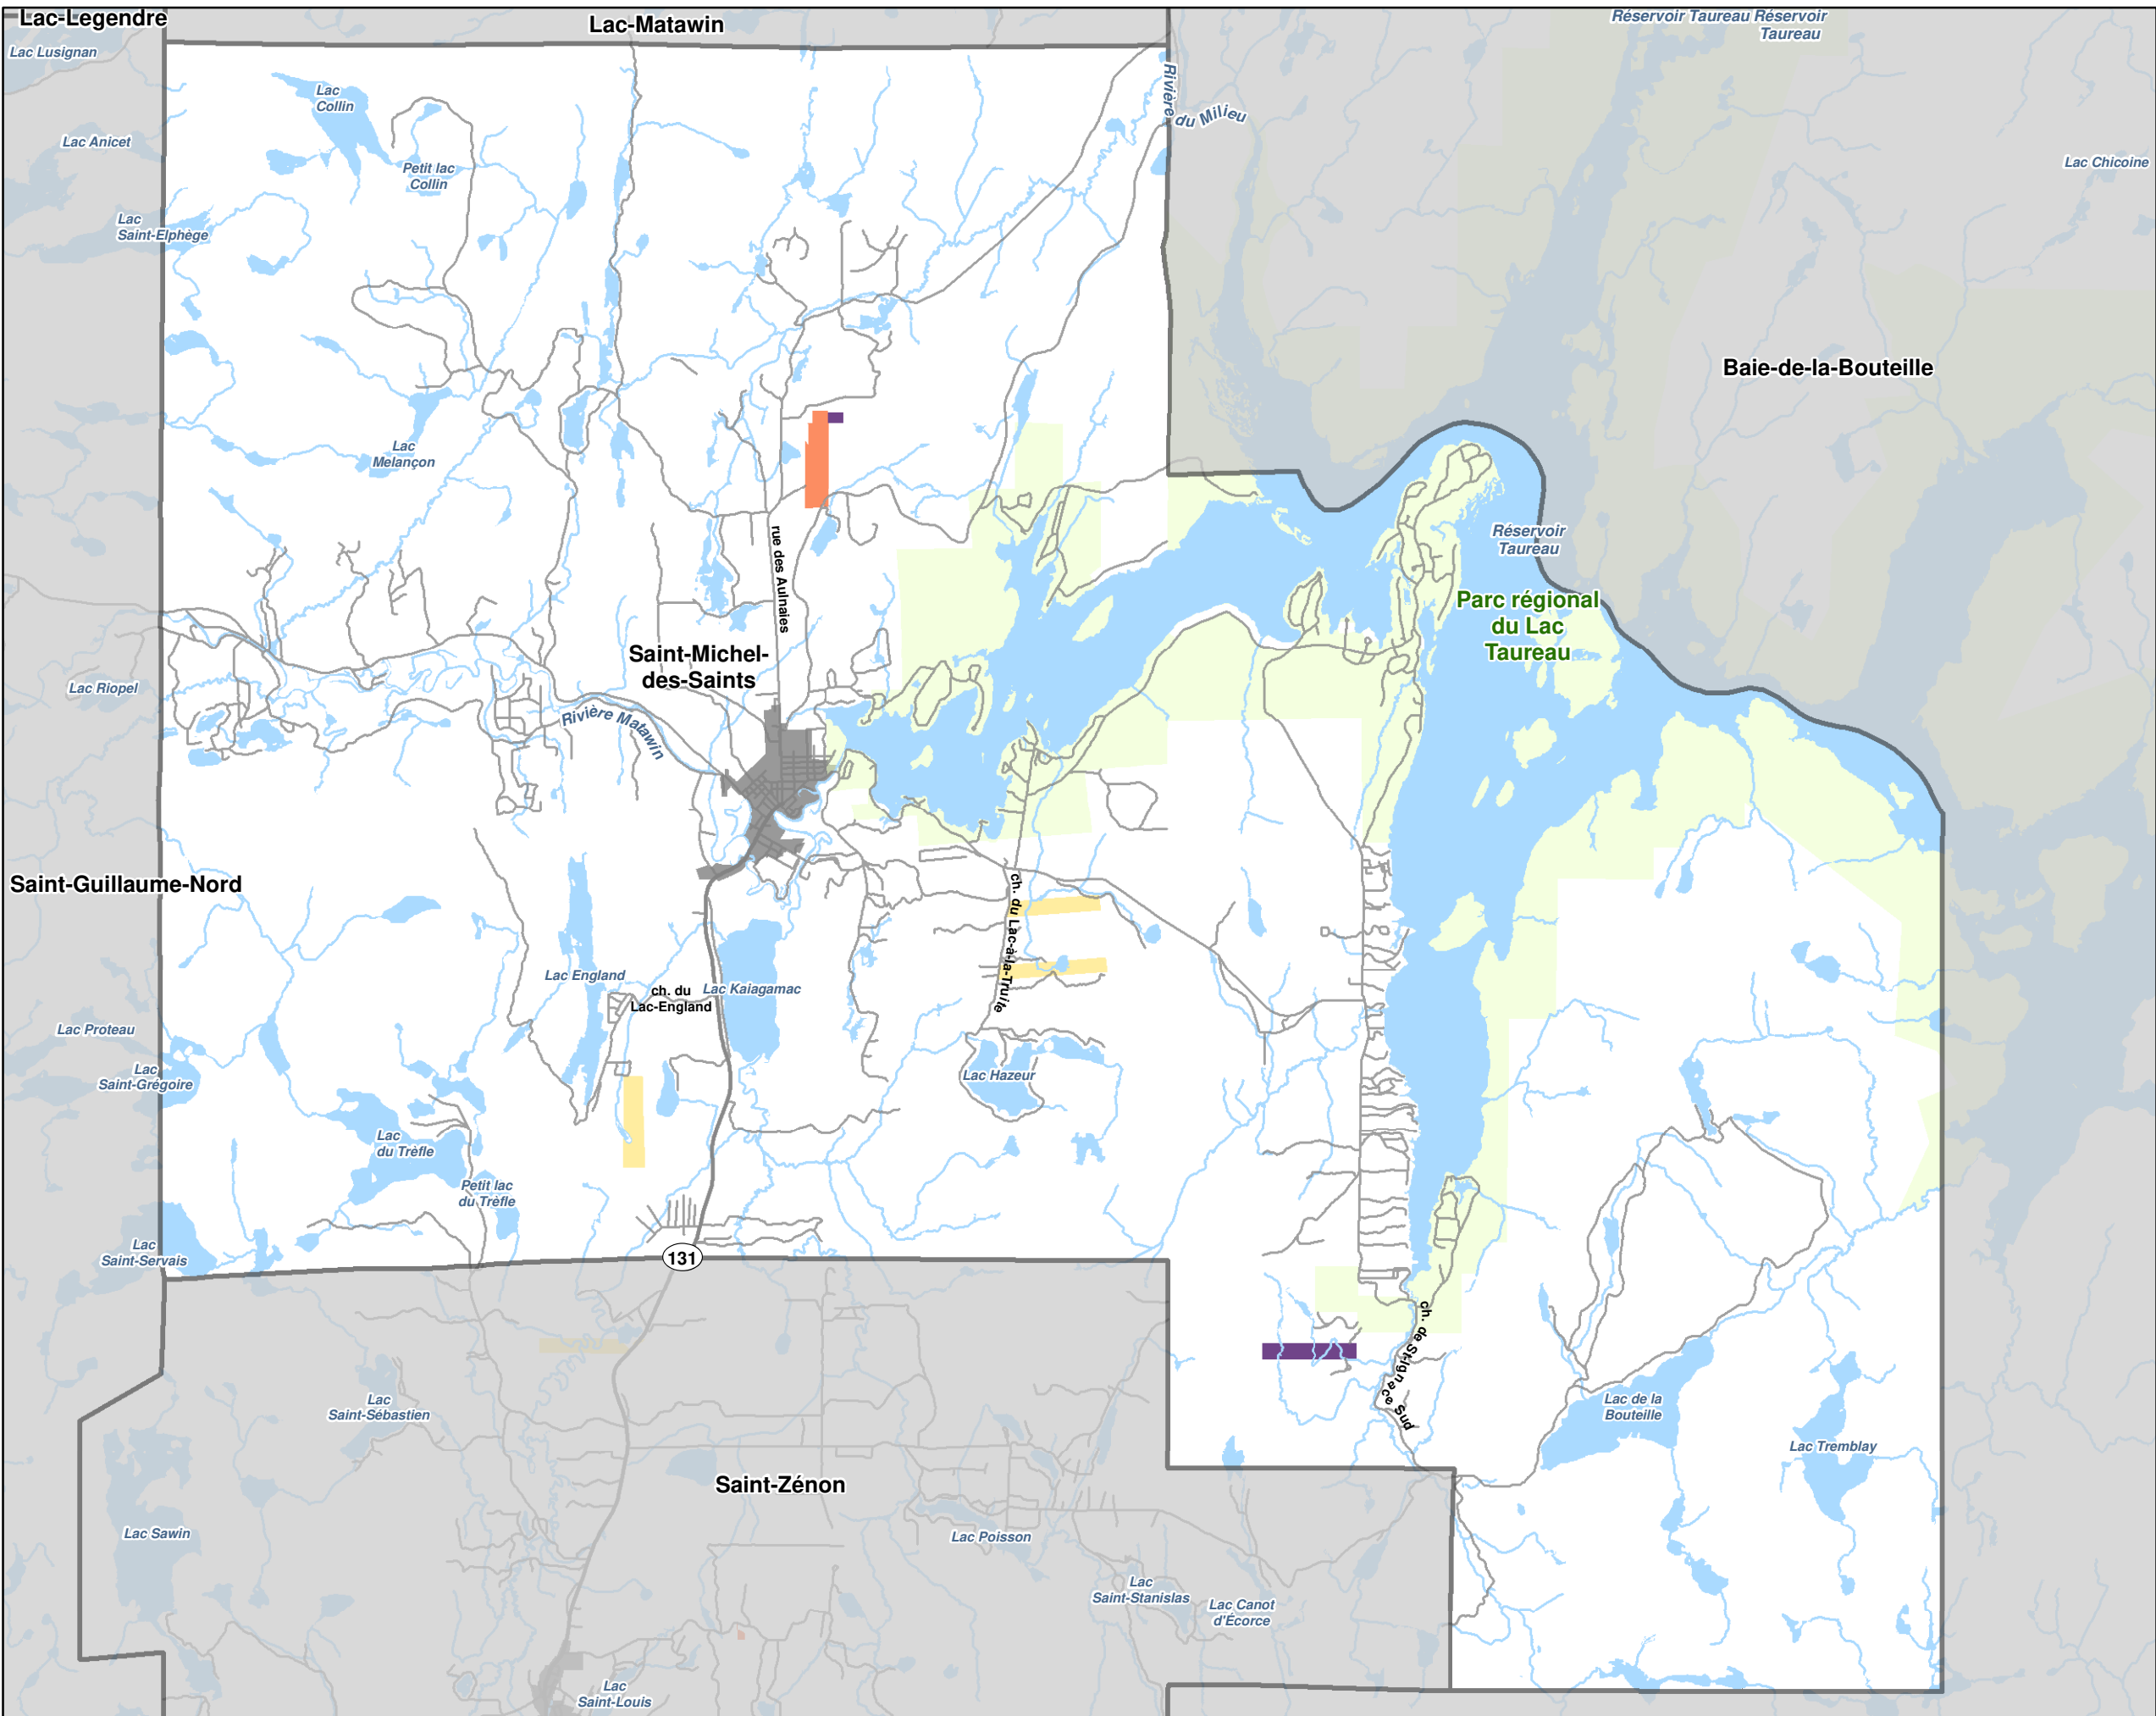 Lac-Legendre
Lac-Matawin
Réservoir Taureau Réservoir
Taureau
Lac Lusignan
Lac
Collin
Rivière du Milieu
Lac Anicet
Petit lac
Collin
Lac Chicoine
Lac
Saint-Elphège
Baie-de-la-Bouteille
Lac
Melançon
rue des Aulnaies
Réservoir
Taureau
Parc régional
du Lac
Taureau
Saint-Michel-
des-Saints
Lac Riopel
Rivière Matawin
Saint-Guillaume-Nord
ch. du Lac-à-la-Truite
Lac England
ch. du
Lac-England
Lac Kaiagamac
Lac Proteau
Lac
Saint-Grégoire
Lac Hazeur
Lac
du Trèfle
Petit lac
du Trèfle
Lac
Saint-Servais
131
ch. de St-Ignace Sud
Lac
Saint-Sébastien
Lac de la
Bouteille
Lac Tremblay
Saint-Zénon
Lac Sawin
Lac Poisson
Lac
Saint-Stanislas
Lac Canot
d'Écorce
Lac
Saint-Louis